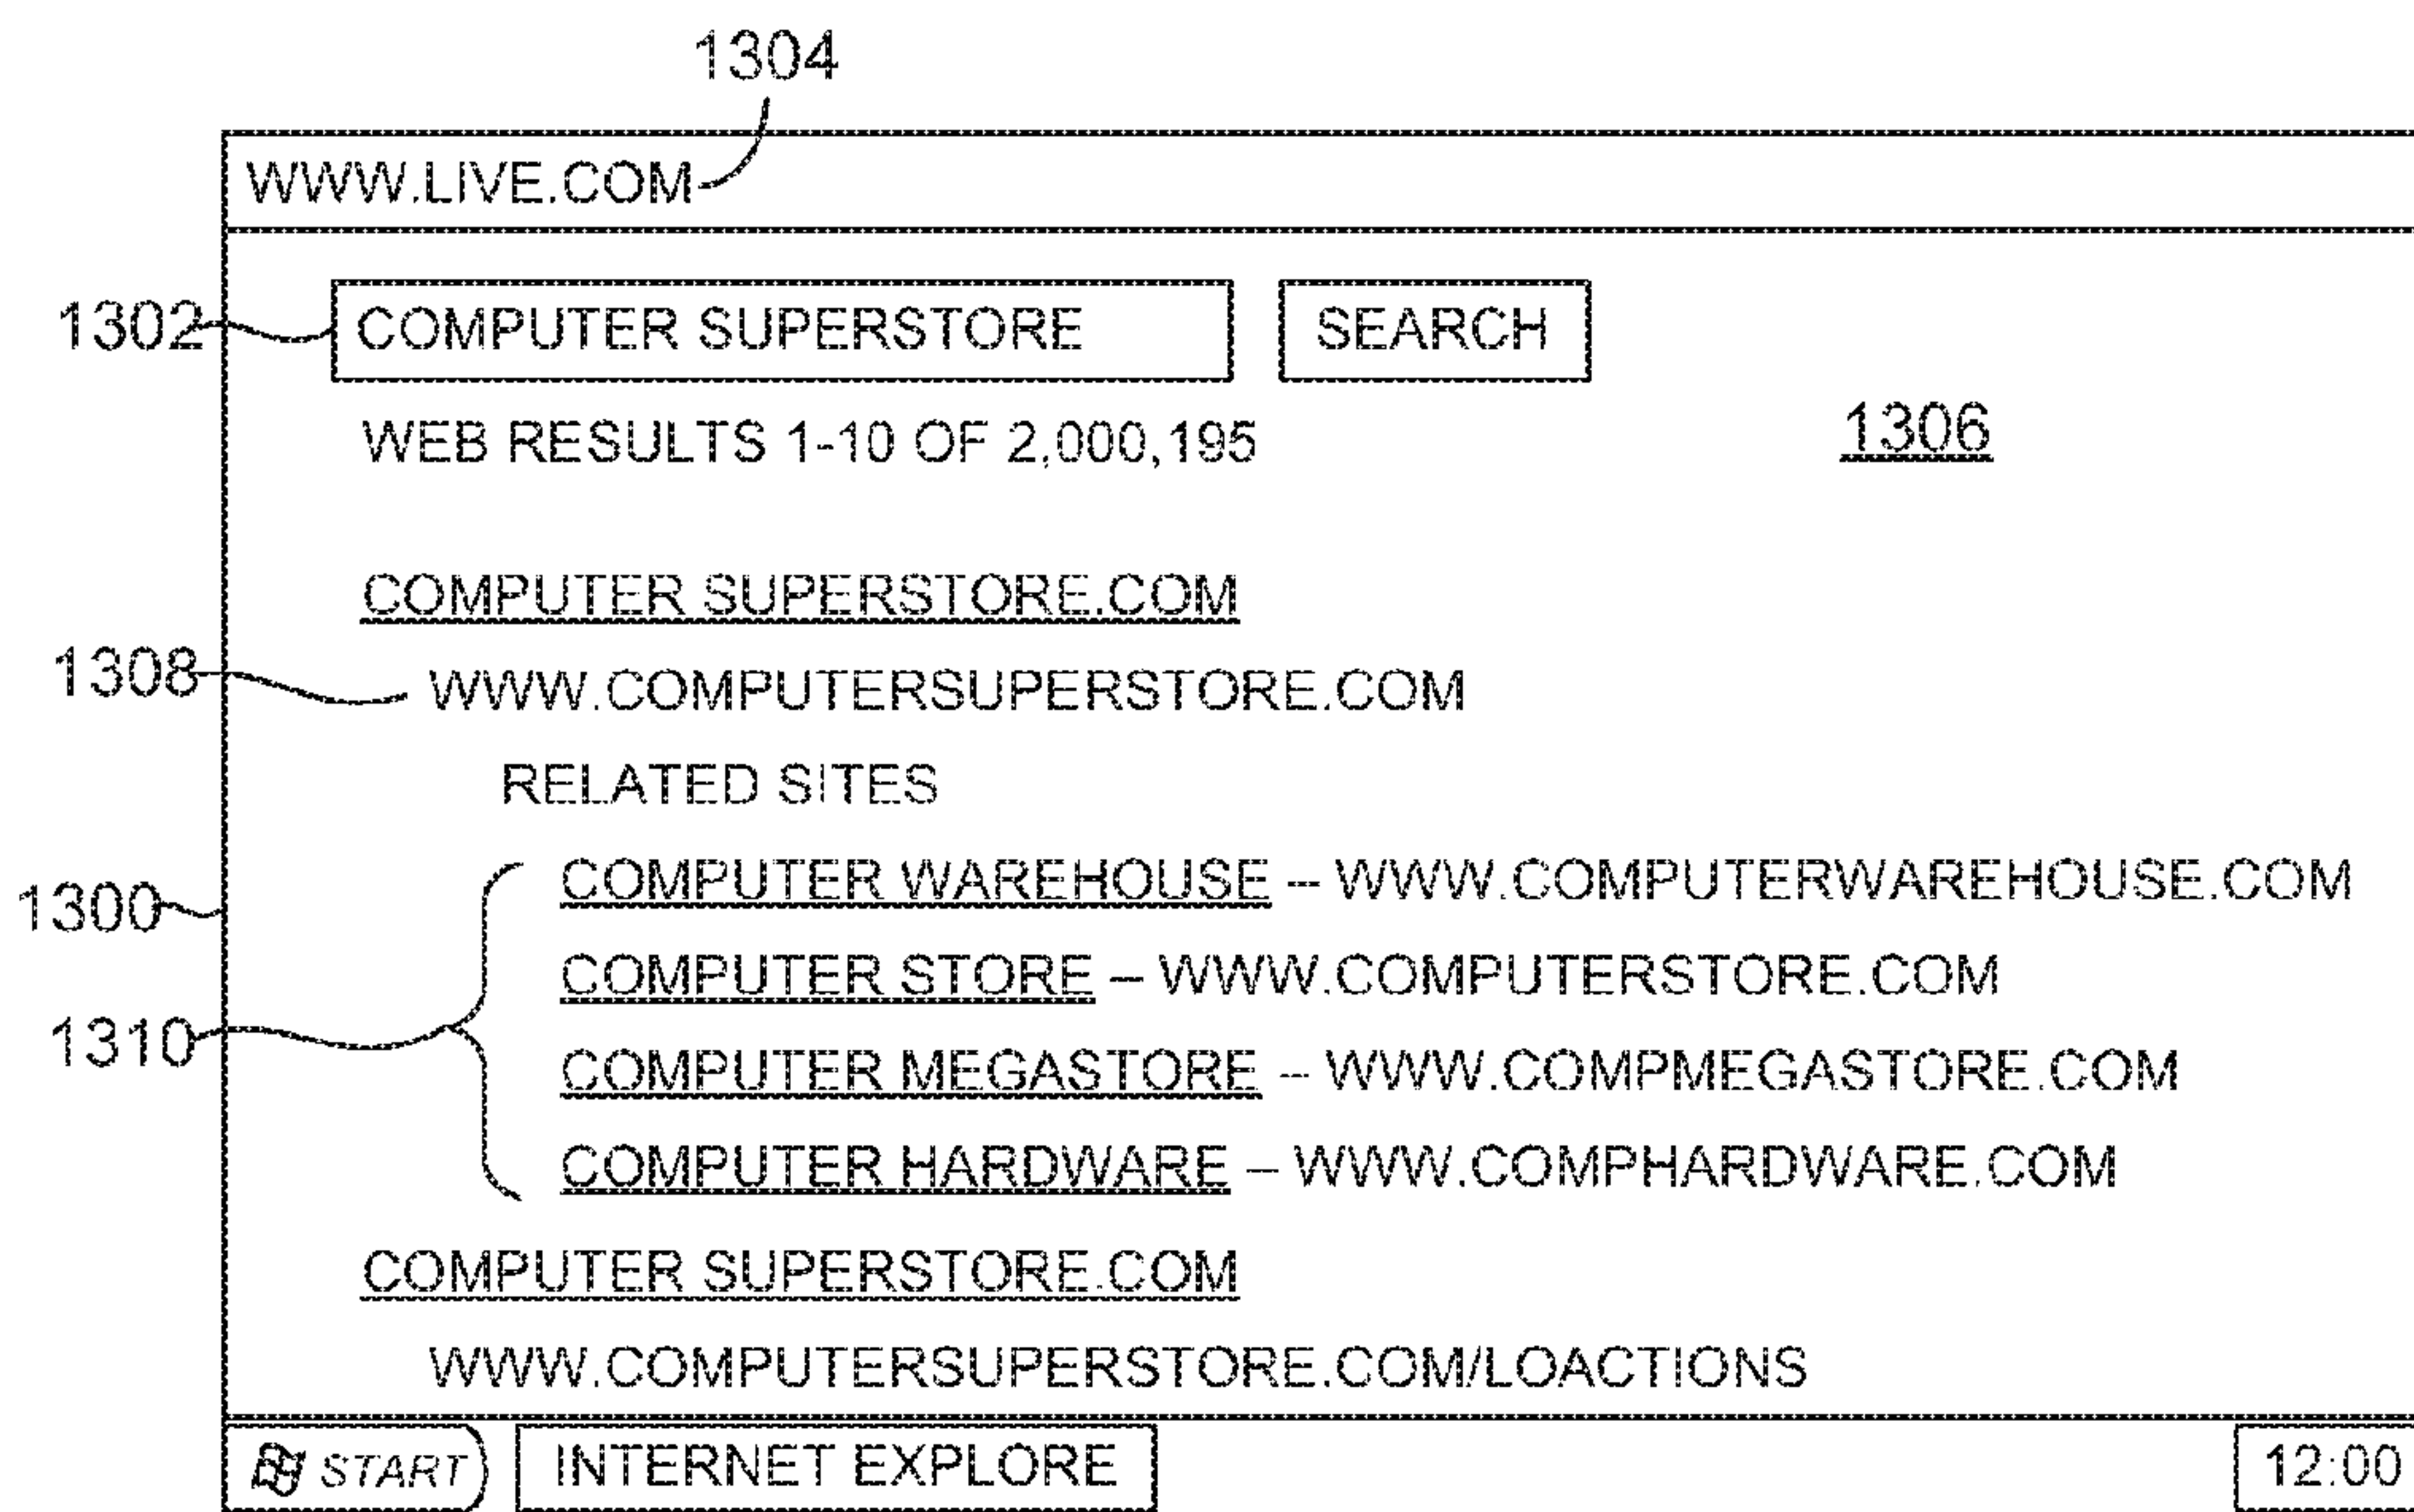 1304
WWW.LIVE.COM
1302 COMPUTER SUPERSTORE SEARCH
WEB RESULTS 1-10 OF 2,000,195 1306
COMPUTER SUPERSTORE.COM
1308 WWW.COMPUTERSUPERSTORE.COM
RELATED SITES
COMPUTER WAREHOUSE -- WWW.COMPUTERWAREHOUSE.COM
1300
COMPUTER STORE -- WWW.COMPUTERSTORE.COM
1310
COMPUTER MEGASTORE -- WWW.COMPMEGASTORE.COM
COMPUTER HARDWARE -- WWW.COMPHARDWARE.COM
COMPUTER SUPERSTORE.COM
WWW.COMPUTERSUPERSTORE.COM/LOACTIONS
START INTERNET EXPLORE 12:00